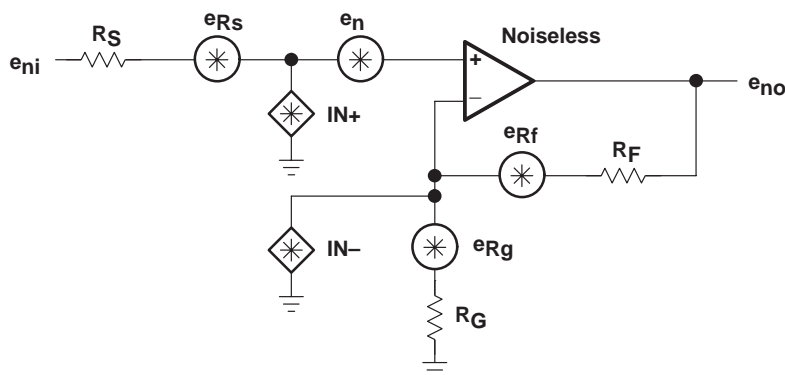 eRs
en
Noiseless
RS
eni
+
−
eno
IN+
eRf
RF
IN−
eRg
RG